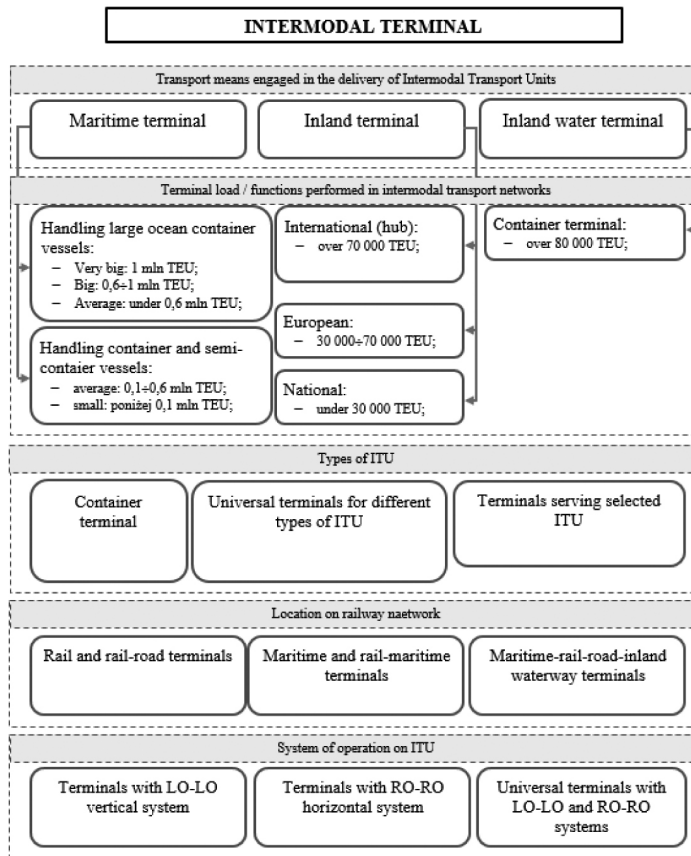 INTERMODAL TERMINAL
Transport means engaged in the delivery of Intermodal Transport Units
Maritime terminal
Inland terminal
Inland water terminal
Terminal load / functions performed in intermodal transport networks
Handling large ocean container
vessels:
– Very big: 1 mln TEU;
– Big: 0,6÷1 mln TEU;
– Average: under 0,6 mln TEU;
Handling container and semi-
contaier vessels:
– average: 0,1÷0,6 mln TEU;
– small: poniżej 0,1 mln TEU;
International (hub):
– over 70 000 TEU;
European:
– 30 000÷70 000 TEU;
National:
– under 30 000 TEU;
Container terminal:
– over 80 000 TEU;
Types of ITU
Container
terminal
Universal terminals for different
types of ITU
Terminals serving selected
ITU
Location on railway naetwork
Rail and rail-road terminals
Maritime and rail-maritime
terminals
Maritime-rail-road-inland
waterway terminals
System of operation on ITU
Terminals with LO-LO
vertical system
Terminals with RO-RO
horizontal system
Universal terminals with
LO-LO and RO-RO
systems